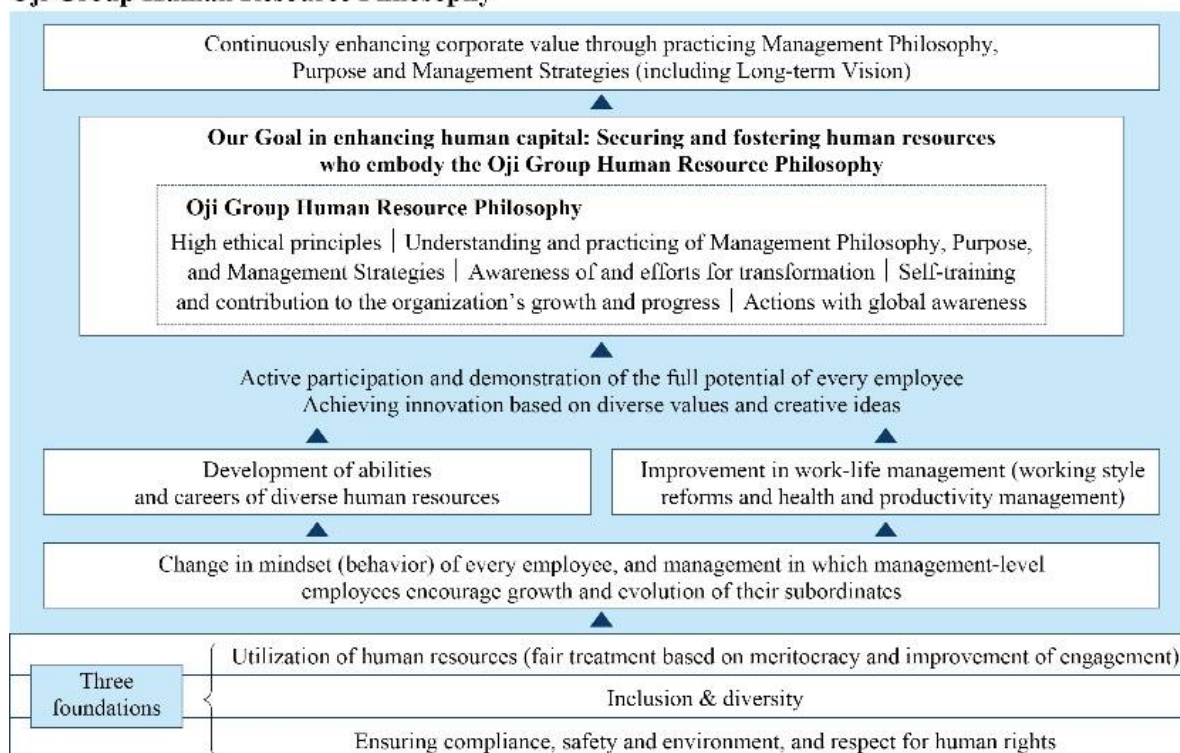 Oji Group Human Resource Philosophy
Continuously enhancing corporate value through practicing Management Philosophy,
Purpose and Management Strategies (including Long-term Vision)
Our Goal in enhancing human capital: Securing and fostering human resources
who embody the Oji Group Human Resource Philosophy
Oji Group Human Resource Philosophy
High ethical principles | Understanding and practicing of Management Philosophy, Purpose,
and Management Strategies | Awareness of and efforts for transformation | Self-training
and contribution to the organization's growth and progress | Actions with global awareness
Active participation and demonstration of the full potential of every employee
Achieving innovation based on diverse values and creative ideas
Development of abilities
and careers of diverse human resources
Improvement in work-life management (working style
reforms and health and productivity management)
Change in mindset (behavior) of every employee, and management in which management-level
employees encourage growth and evolution of their subordinates
Three
foundations
Utilization of human resources (fair treatment based on meritocracy and improvement of engagement)
Inclusion & diversity
Ensuring compliance, safety and environment, and respect for human rights